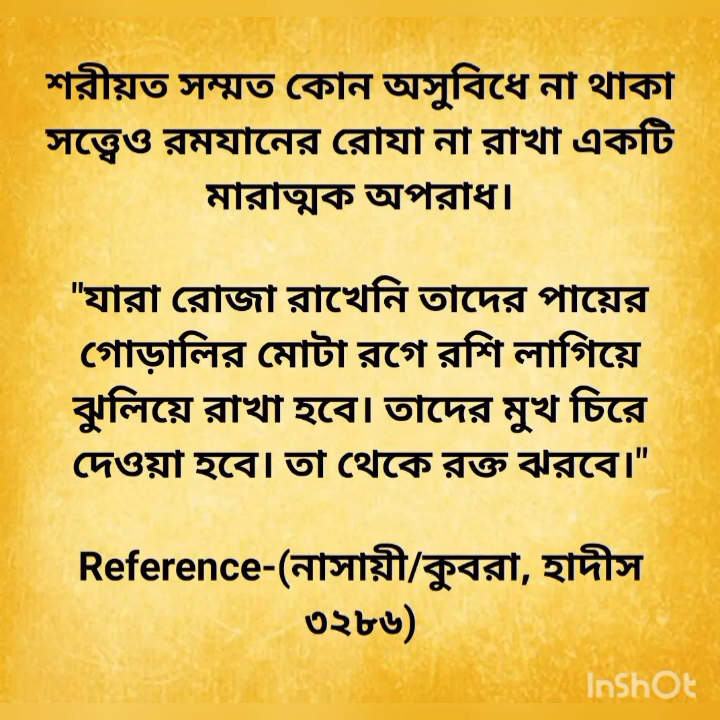 শরীয়ত সম্মত কোন অসুবিধে না থাকা
সত্ত্বেও রমযানের রোযা না রাখা একটি
মারাত্মক অপরাধ।
"যারা রোজা রাখেনি তাদের পায়ের
গোড়ালির মোটা রগে রশি লাগিয়ে
ঝুলিয়ে রাখা হবে। তাদের মুখ চিরে
দেওয়া হবে। তা থেকে রক্ত ঝরবে।"
Reference-(নাসায়ী/কুবরা, হাদীস
৩২৮৬)
InShOt